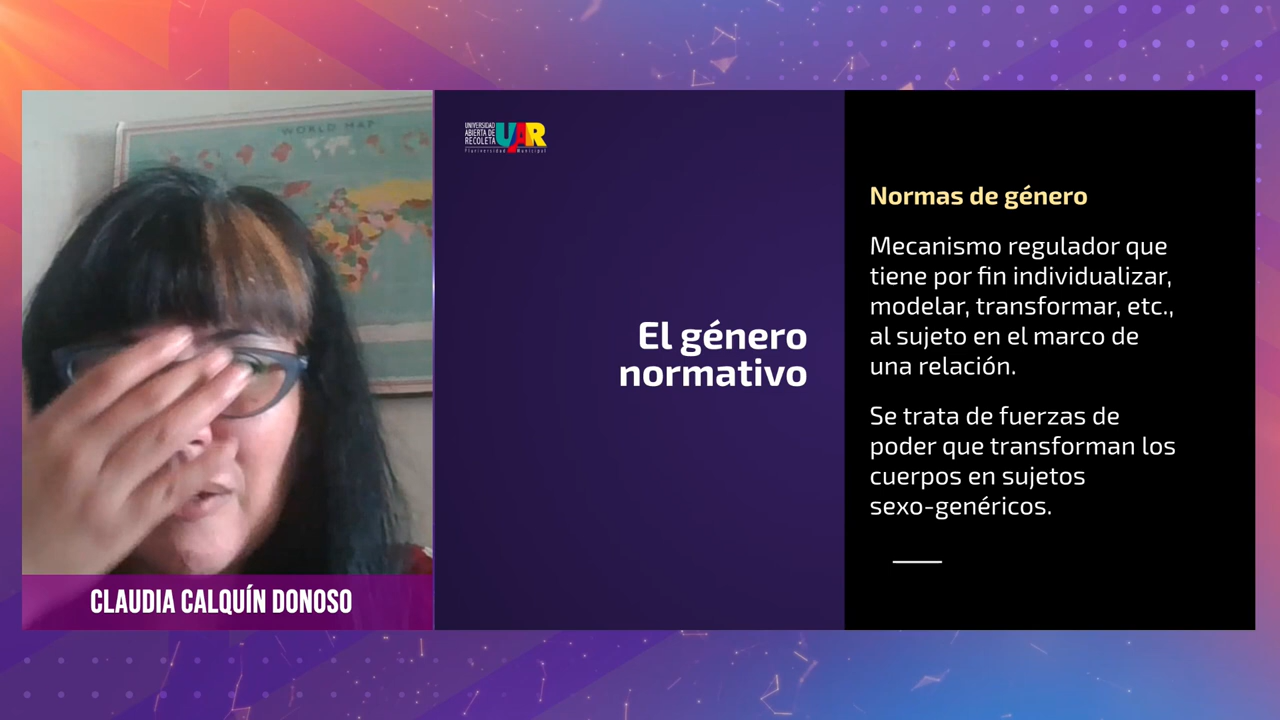 WORLD MAP
UNIVERSIDAD
ABIERTA DE
RECOLETA
UAR
Pluriversidad Municipal
El género
normativo
Normas de género
Mecanismo regulador que
tiene por fin individualizar,
modelar, transformar, etc.,
al sujeto en el marco de
una relación.
Se trata de fuerzas de
poder que transforman los
cuerpos en sujetos
sexo-genéricos.
CLAUDIA CALQUÍN DONOSO